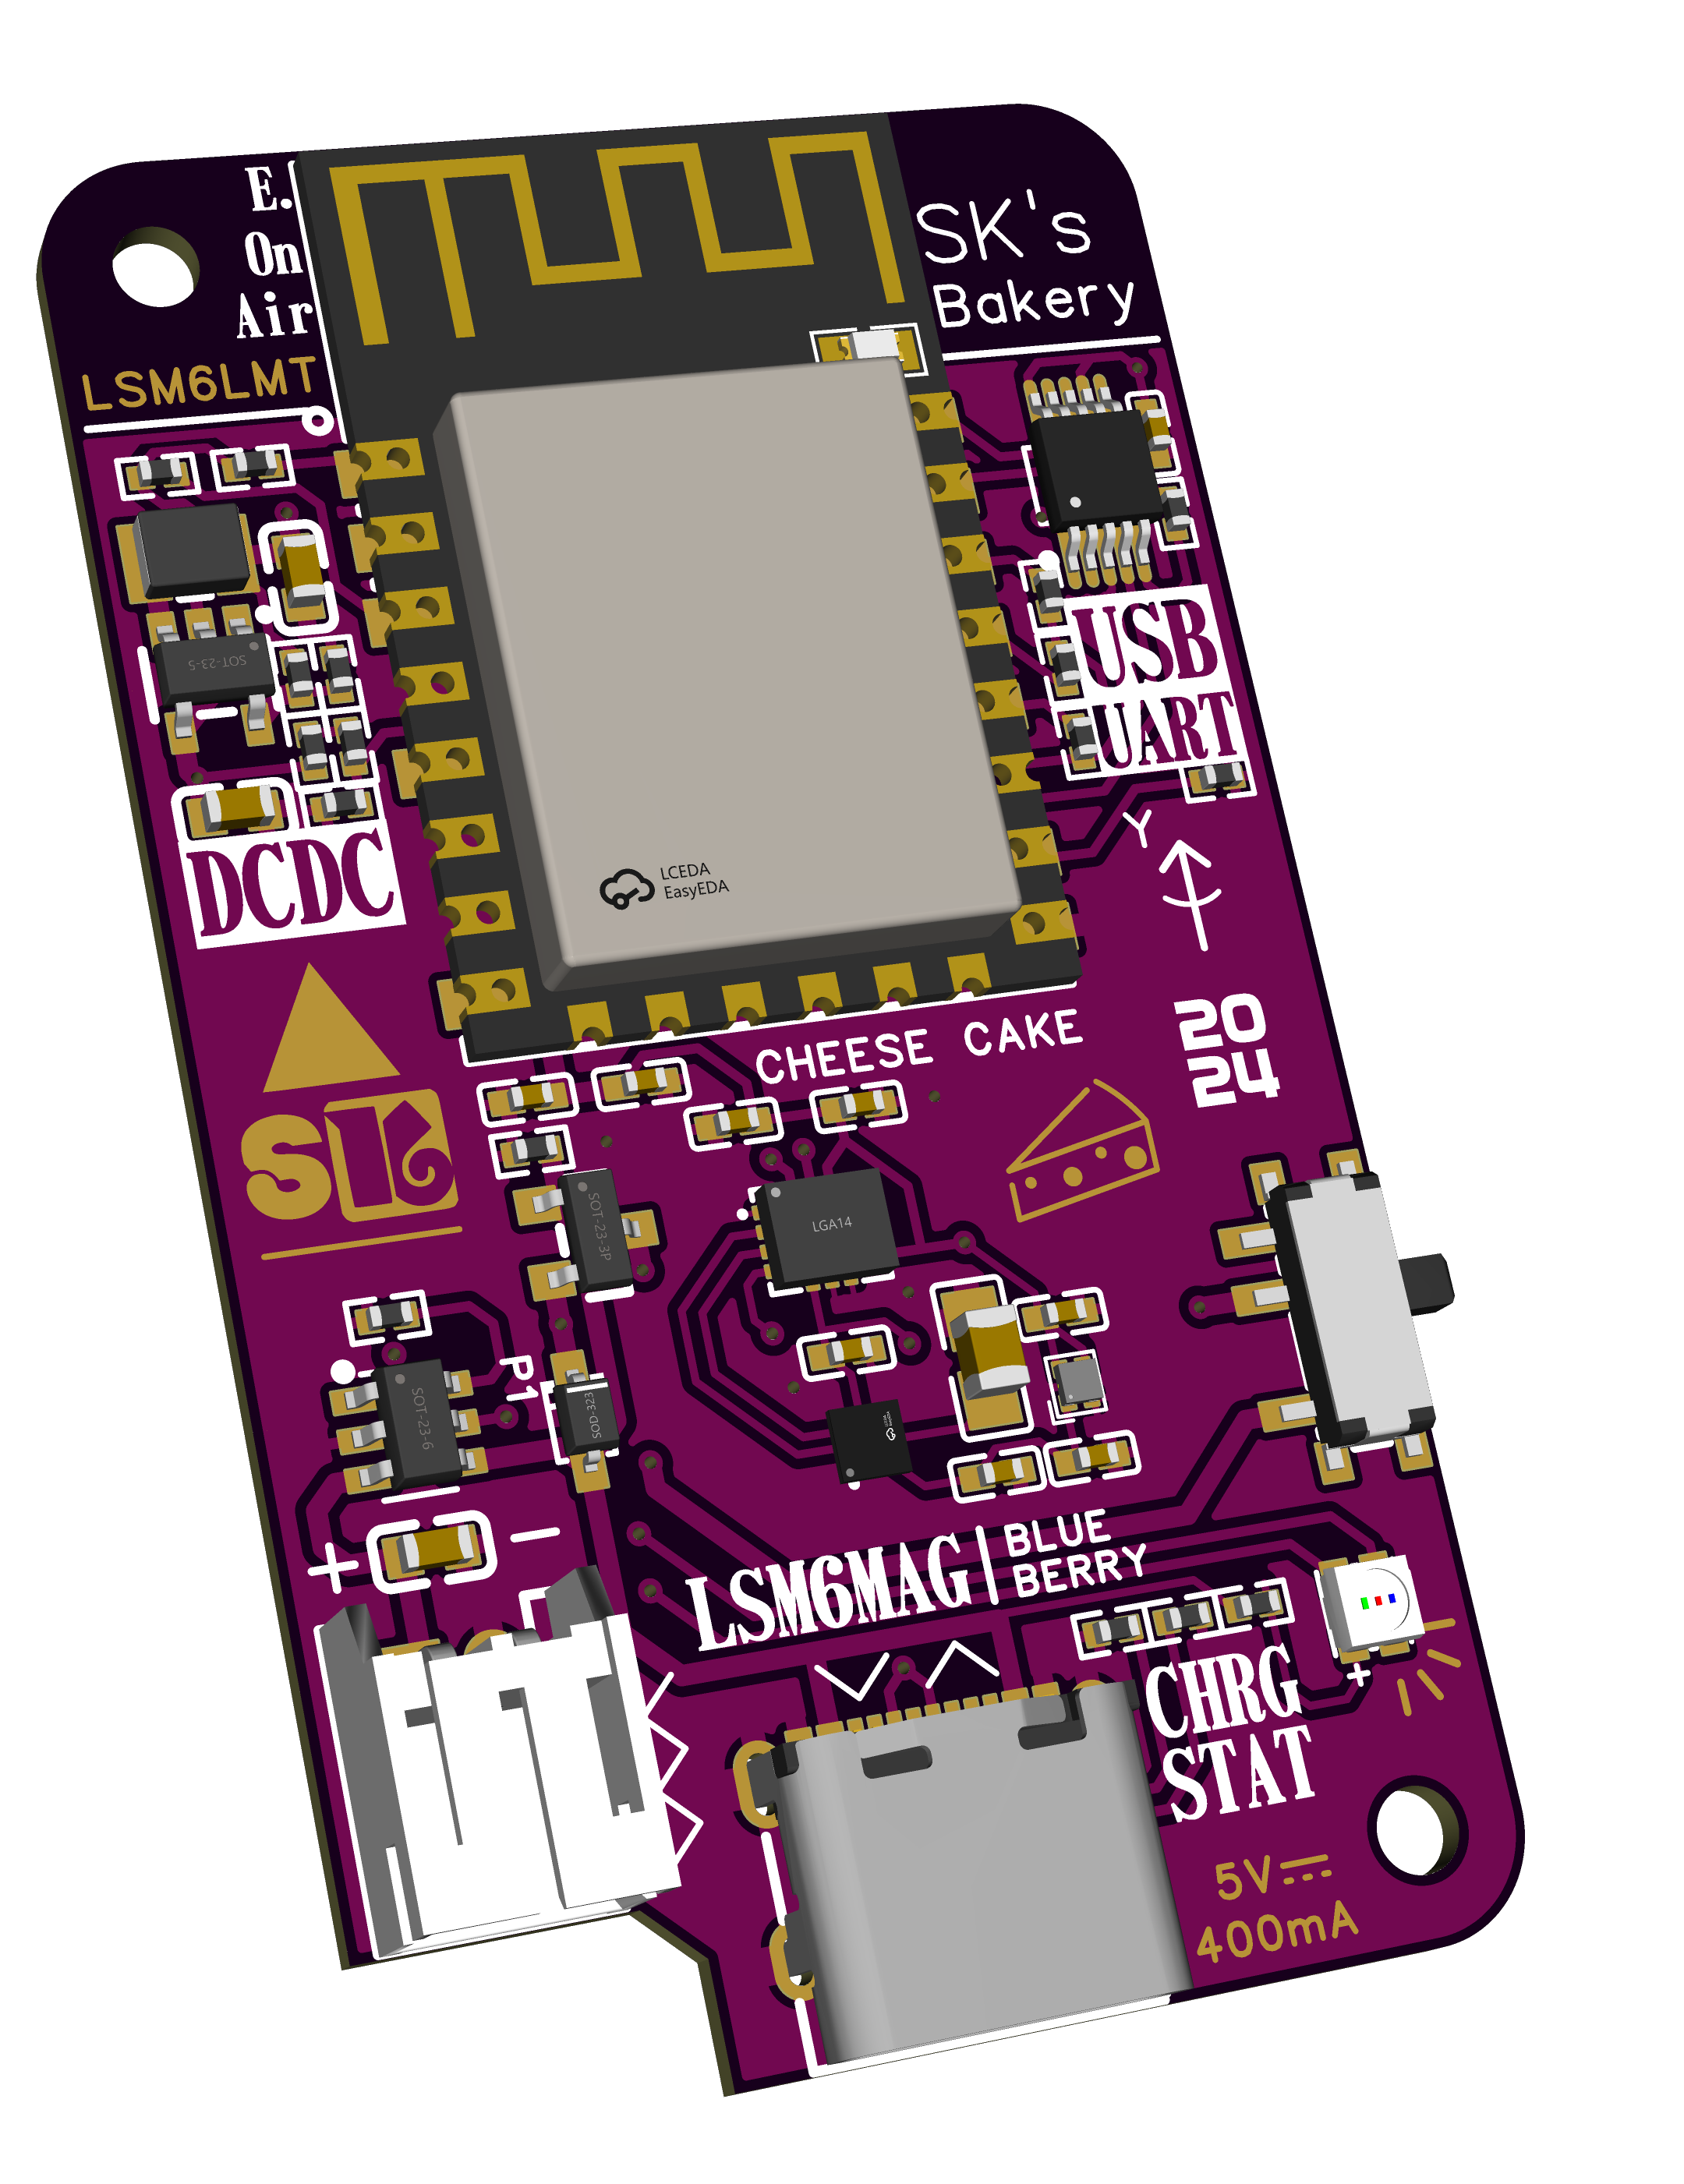 E.
On
Air
LSM6LMT
SK's
Bakery
SOT-23-5
USB
UART
DCDC
LCEDA
EasyEDA
Y
CHEESE CAKE
20
24
SK
SOT-23-3P
LGA14
P1
SOT-23-6
SOD-323
+ −
LSM6MAG | BLUE
BERRY
CHRG
STAT
+
5V
400mA